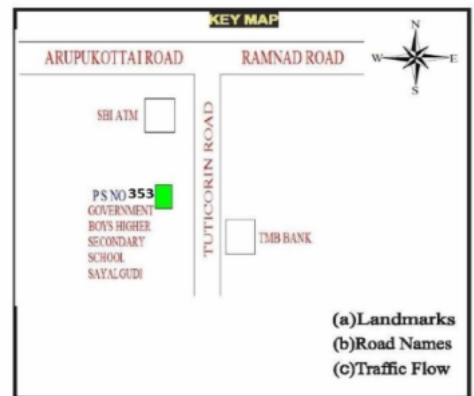 KEY MAP
N
W E
S
ARUPUKOTTAI ROAD RAMNAD ROAD
SBI ATM
TUTICORIN ROAD
P S NO 353
GOVERNMENT
BOYS HIGHER
SECONDARY
SCHOOL
SAYALGUDI
TMB BANK
(a)Landmarks
(b)Road Names
(c)Traffic Flow